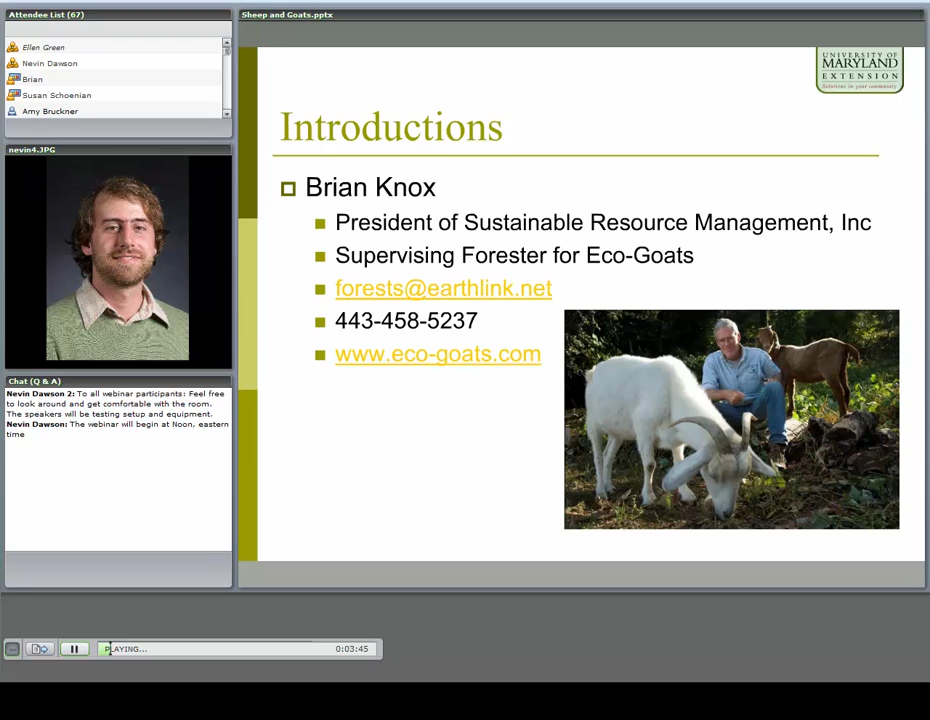 Attendee List (67)
Ellen Green
Nevin Dawson
Brian
Susan Schoenian
Amy Bruckner
nevin4.JPG
Chat (Q & A)
Nevin Dawson 2: To all webinar participants: Feel free
to look around and get comfortable with the room.
The speakers will be testing setup and equipment.
Nevin Dawson: The webinar will begin at Noon, eastern
time
Sheep and Goats.pptx
UNIVERSITY OF
MARYLAND
EXTENSION
Solutions in your community
Introductions
Brian Knox
President of Sustainable Resource Management, Inc
Supervising Forester for Eco-Goats
forests@earthlink.net
443-458-5237
www.eco-goats.com
PLAYING...
0:03:45